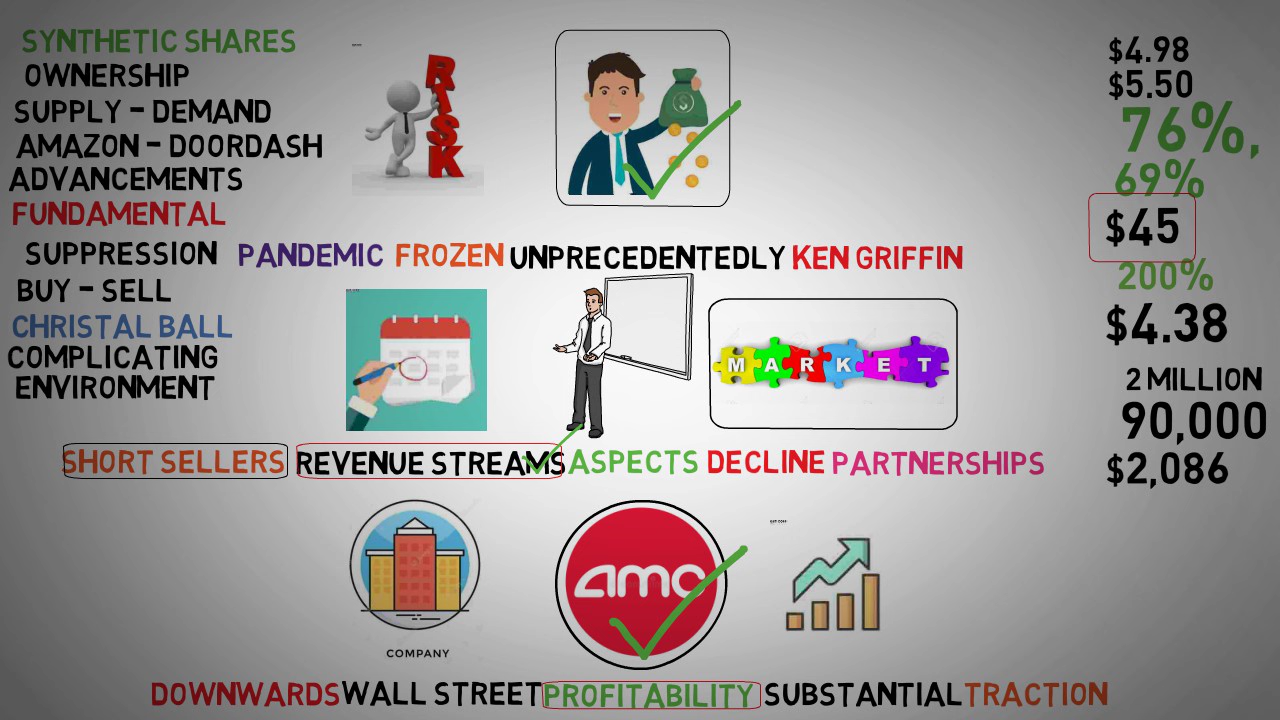 SYNTHETIC SHARES
OWNERSHIP
SUPPLY - DEMAND
AMAZON - DOORDASH
ADVANCEMENTS
FUNDAMENTAL
SUPPRESSION PANDEMIC FROZEN UNPRECEDENTEDLY KEN GRIFFIN
BUY - SELL
CHRISTAL BALL
COMPLICATING
ENVIRONMENT
RISK
MARKET
$4.98
$5.50
76%,
69%
$45
200%
$4.38
2 MILLION
90,000
$2,086
SHORT SELLERS REVENUE STREAMS ASPECTS DECLINE PARTNERSHIPS
COMPANY
amc
DOWNWARDS WALL STREET PROFITABILITY SUBSTANTIAL TRACTION